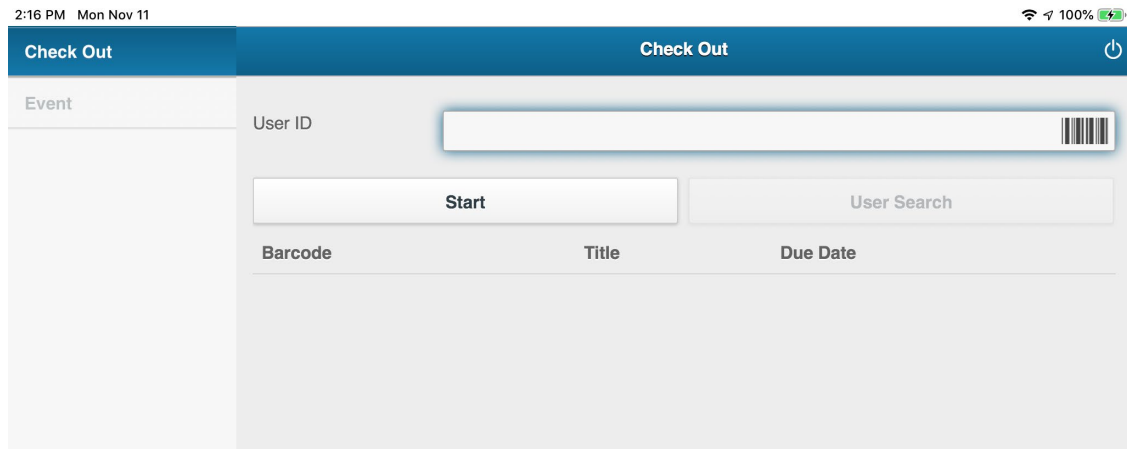 2:16 PM Mon Nov 11
100%
Check Out
Check Out
Event
User ID
Start
User Search
Barcode Title Due Date